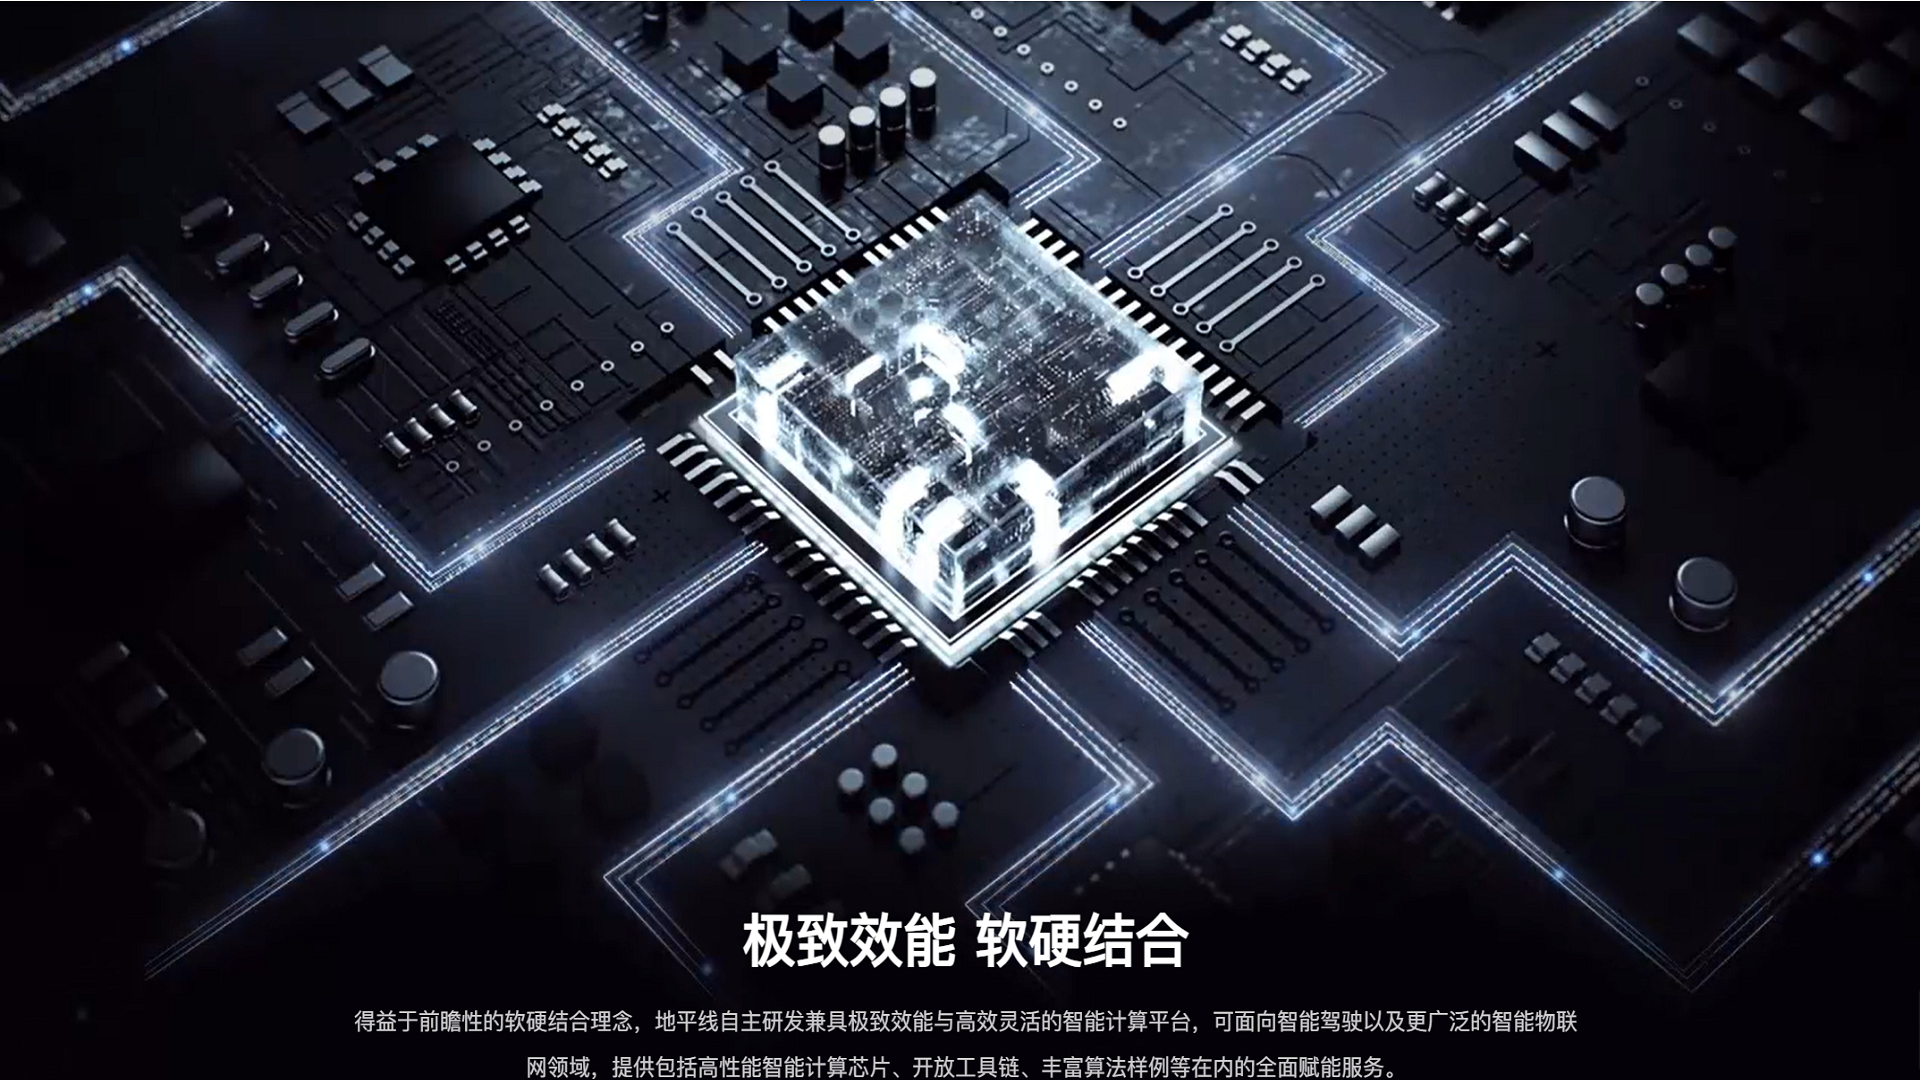 极致效能 软硬结合
得益于前瞻性的软硬结合理念，地平线自主研发兼具极致效能与高效灵活的智能计算平台，可面向智能驾驶以及更广泛的智能物联
网领域，提供包括高性能智能计算芯片、开放工具链、丰富算法样例等在内的全面赋能服务。